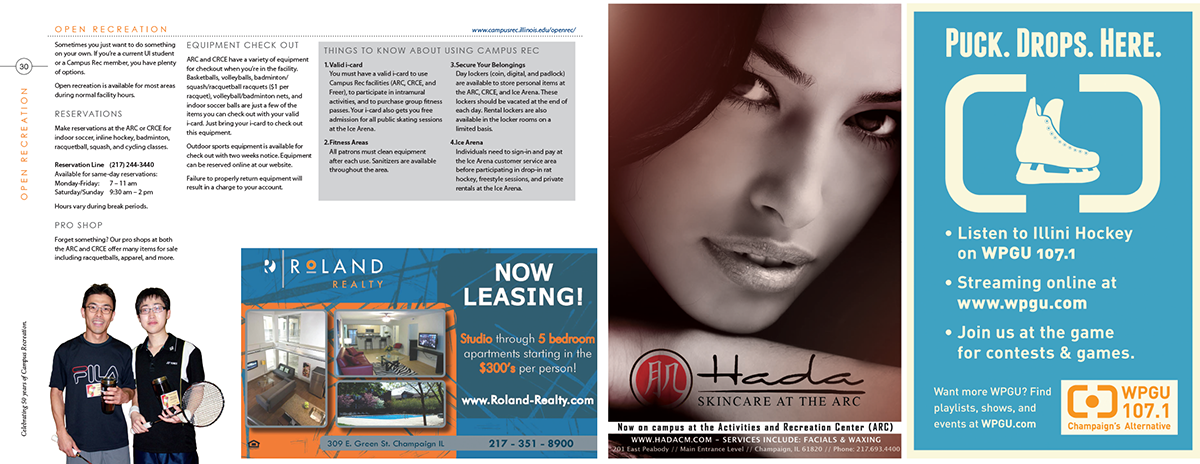 OPEN RECREATION
www.campusrec.illinois.edu/openrec/
30
OPEN RECREATION
Celebrating 50 years of Campus Recreation.
Sometimes you just want to do something
on your own. If you're a current UI student
or a Campus Rec member, you have plenty
of options.
Open recreation is available for most areas
during normal facility hours.
RESERVATIONS
Make reservations at the ARC or CRCE for
indoor soccer, inline hockey, badminton,
racquetball, squash, and cycling classes.
Reservation Line (217) 244-3440
Available for same-day reservations:
Monday-Friday: 7 – 11 am
Saturday/Sunday 9:30 am – 2 pm
Hours vary during break periods.
PRO SHOP
Forget something? Our pro shops at both
the ARC and CRCE offer many items for sale
including racquetballs, apparel, and more.
FILA
EQUIPMENT CHECK OUT
ARC and CRCE have a variety of equipment
for checkout when you're in the facility.
Basketballs, volleyballs, badminton/
squash/racquetball racquets ($1 per
racquet), volleyball/badminton nets, and
indoor soccer balls are just a few of the
items you can check out with your valid
i-card. Just bring your i-card to check out
this equipment.
Outdoor sports equipment is available for
check out with two weeks notice. Equipment
can be reserved online at our website.
Failure to properly return equipment will
result in a charge to your account.
THINGS TO KNOW ABOUT USING CAMPUS REC
1. Valid i-card
You must have a valid i-card to use
Campus Rec facilities (ARC, CRCE, and
Freer), to participate in intramural
activities, and to purchase group fitness
passes. Your i-card also gets you free
admission for all public skating sessions
at the Ice Arena.
2. Fitness Areas
All patrons must clean equipment
after each use. Sanitizers are available
throughout the area.
3. Secure Your Belongings
Day lockers (coin, digital, and padlock)
are available to store personal items at
the ARC, CRCE, and Ice Arena. These
lockers should be vacated at the end of
each day. Rental lockers are also
available in the locker rooms on a
limited basis.
4. Ice Arena
Individuals need to sign-in and pay at
the Ice Arena customer service area
before participating in drop-in rat
hockey, freestyle sessions, and private
rentals at the Ice Arena.
ROLAND
REALTY
NOW
LEASING!
Studio through 5 bedroom
apartments starting in the
$300's per person!
www.Roland-Realty.com
309 E. Green St. Champaign IL
217 - 351 - 8900
Hada
SKINCARE AT THE ARC
Now on campus at the Activities and Recreation Center (ARC)
WWW.HADACM.COM – SERVICES INCLUDE: FACIALS & WAXING
201 East Peabody // Main Entrance Level // Champaign, IL 61820 // Phone: 217.693.4400
PUCK. DROPS. HERE.
• Listen to Illini Hockey
on WPGU 107.1
• Streaming online at
www.wpgu.com
• Join us at the game
for contests & games.
Want more WPGU? Find
playlists, shows, and
events at WPGU.com
WPGU
107.1
Champaign's Alternative